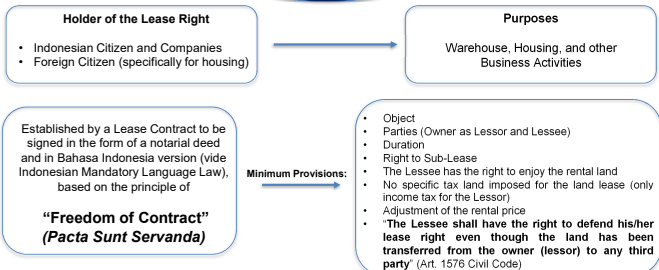 Holder of the Lease Right
• Indonesian Citizen and Companies
• Foreign Citizen (specifically for housing)
Purposes
Warehouse, Housing, and other
Business Activities
Established by a Lease Contract to be
signed in the form of a notarial deed
and in Bahasa Indonesia version (vide
Indonesian Mandatory Language Law),
based on the principle of
“Freedom of Contract”
(Pacta Sunt Servanda)
Minimum Provisions:
• Object
• Parties (Owner as Lessor and Lessee)
• Duration
• Right to Sub-Lease
• The Lessee has the right to enjoy the rental land
• No specific tax land imposed for the land lease (only
income tax for the Lessor)
• Adjustment of the rental price
• “The Lessee shall have the right to defend his/her
lease right even though the land has been
transferred from the owner (lessor) to any third
party” (Art. 1576 Civil Code)